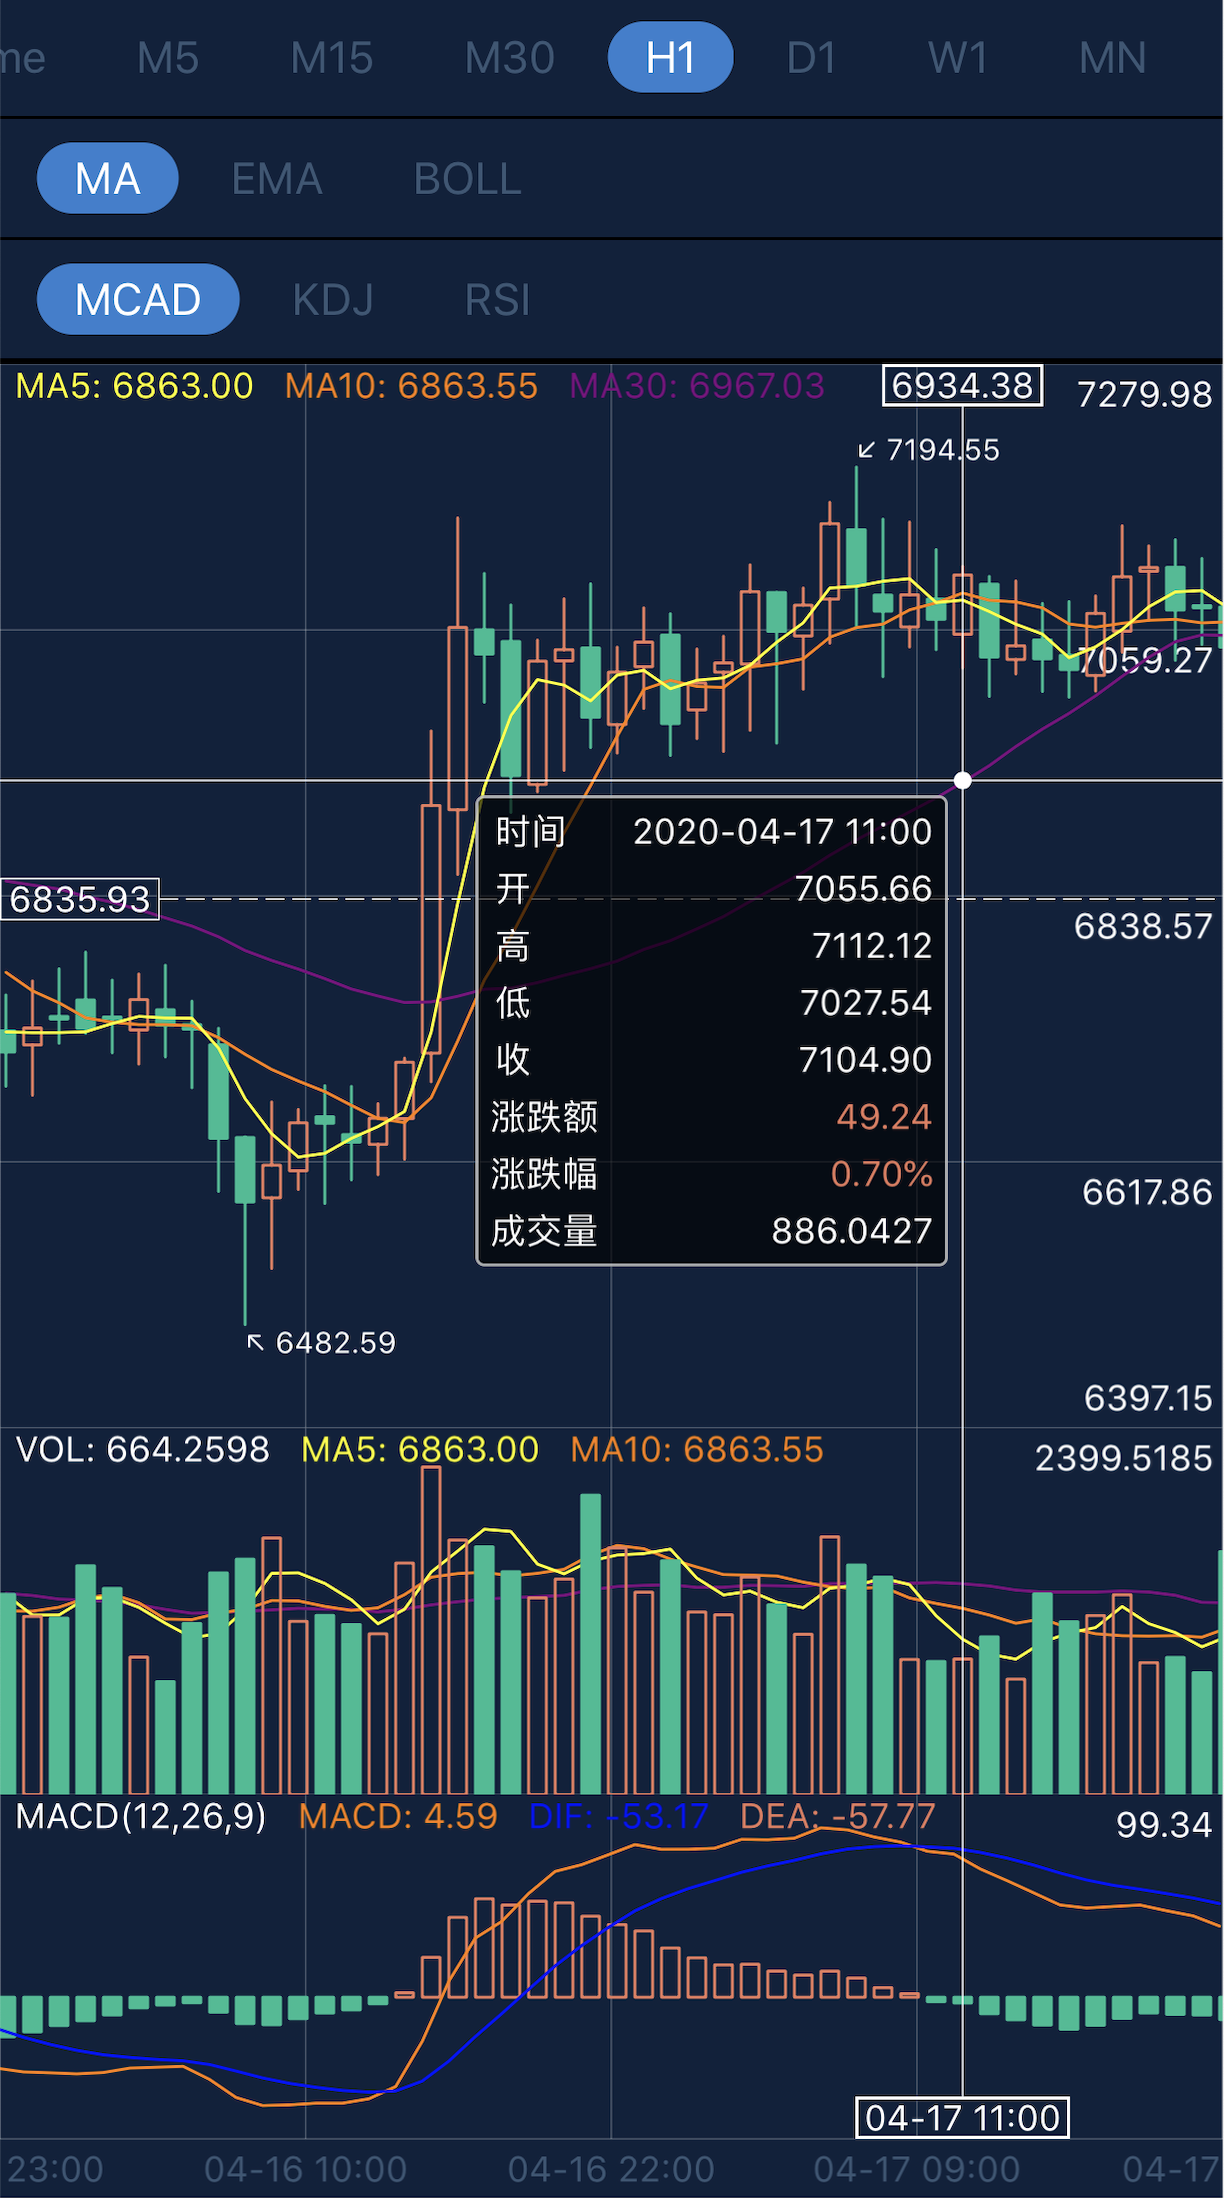 me M5 M15 M30 H1 D1 W1 MN
MA EMA BOLL
MCAD KDJ RSI
MA5: 6863.00 MA10: 6863.55 MA30: 6967.03 6934.38 7279.98
↙ 7194.55
7059.27
时间 2020-04-17 11:00
开 7055.66
6835.93
高 7112.12
6838.57
低 7027.54
收 7104.90
涨跌额 49.24
涨跌幅 0.70%
6617.86
成交量 886.0427
↖ 6482.59
6397.15
VOL: 664.2598 MA5: 6863.00 MA10: 6863.55 2399.5185
MACD(12,26,9) MACD: 4.59 DIF: -53.17 DEA: -57.77 99.34
04-17 11:00
23:00 04-16 10:00 04-16 22:00 04-17 09:00 04-17